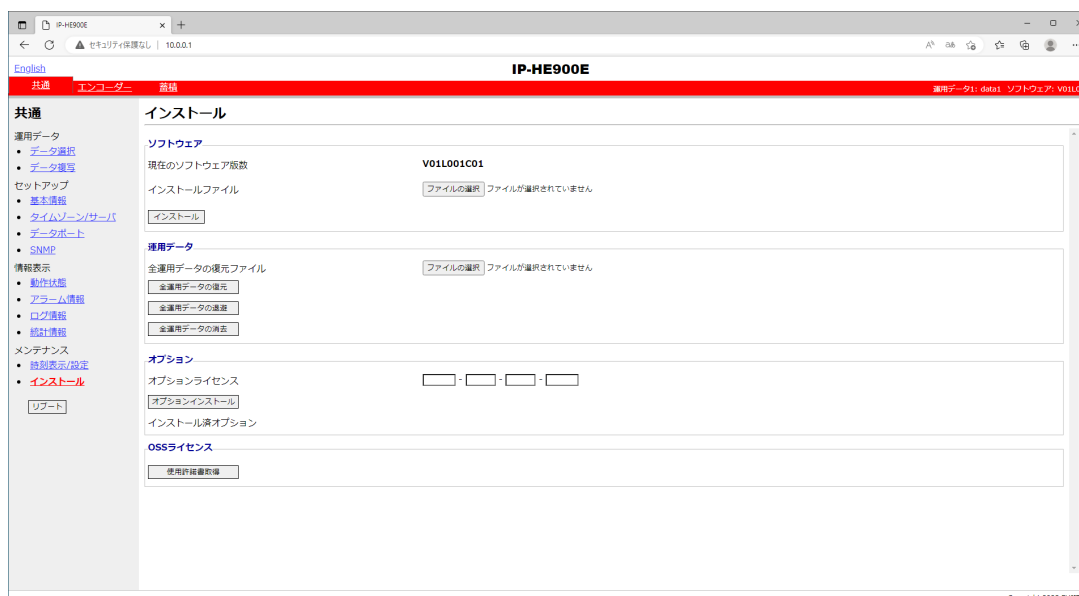 IP-HE900E
セキュリティ保護なし | 10.0.0.1
English
IP-HE900E
共通 エンコーダー 蓄積
運用データ1: data1 ソフトウェア: V01L0
共通
運用データ
データ選択
データ複写
セットアップ
基本情報
タイムゾーン/サーバ
データポート
SNMP
情報表示
動作状態
アラーム情報
ログ情報
統計情報
メンテナンス
時刻表示/設定
インストール
リブート
インストール
ソフトウェア
現在のソフトウェア版数 V01L001C01
インストールファイル ファイルの選択 ファイルが選択されていません
インストール
運用データ
全運用データの復元ファイル ファイルの選択 ファイルが選択されていません
全運用データの復元
全運用データの退避
全運用データの消去
オプション
オプションライセンス - - -
オプションインストール
インストール済オプション
OSSライセンス
使用許諾書取得